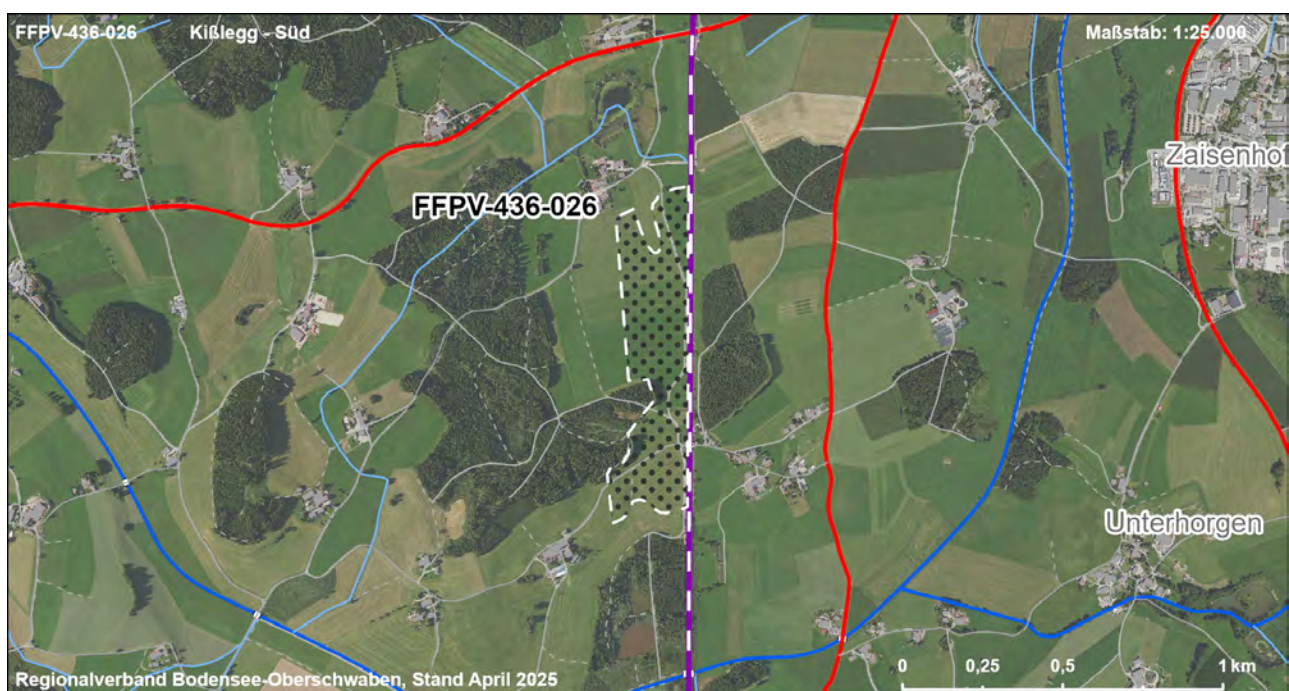 FFPV-436-026 Kißlegg - Süd Maßstab: 1:25.000
Zaisenhof
FFPV-436-026
Unterhorgen
0 0,25 0,5 1 km
Regionalverband Bodensee-Oberschwaben, Stand April 2025